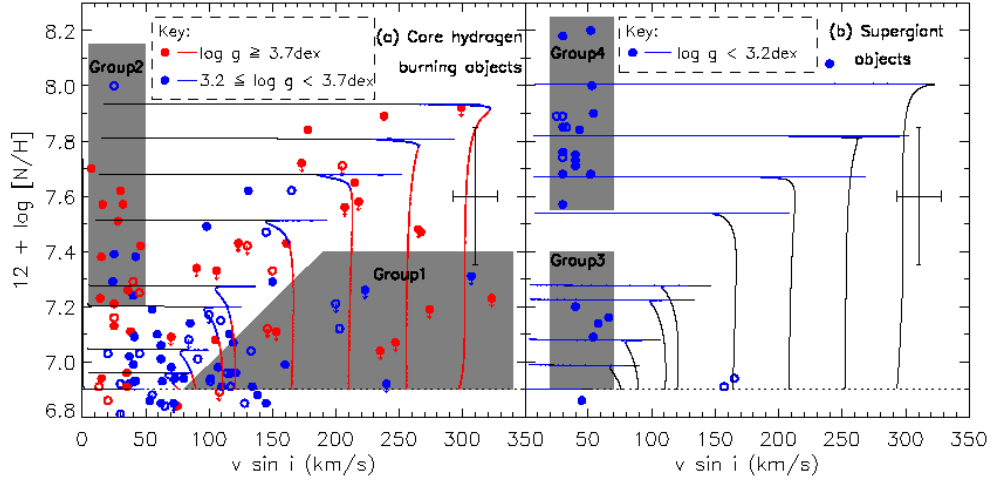 8.2
8.0
7.8
7.6
7.4
7.2
7.0
6.8
12 + log [N/H]
Key:
log g ≧ 3.7dex
3.2 ≦ log g < 3.7dex
(a) Core hydrogen
burning objects
Group2
Group1
0 50 100 150 200 250 300 350
v sin i (km/s)
Key:
log g < 3.2dex
(b) Supergiant
objects
Group4
Group3
50 100 150 200 250 300 350
v sin i (km/s)